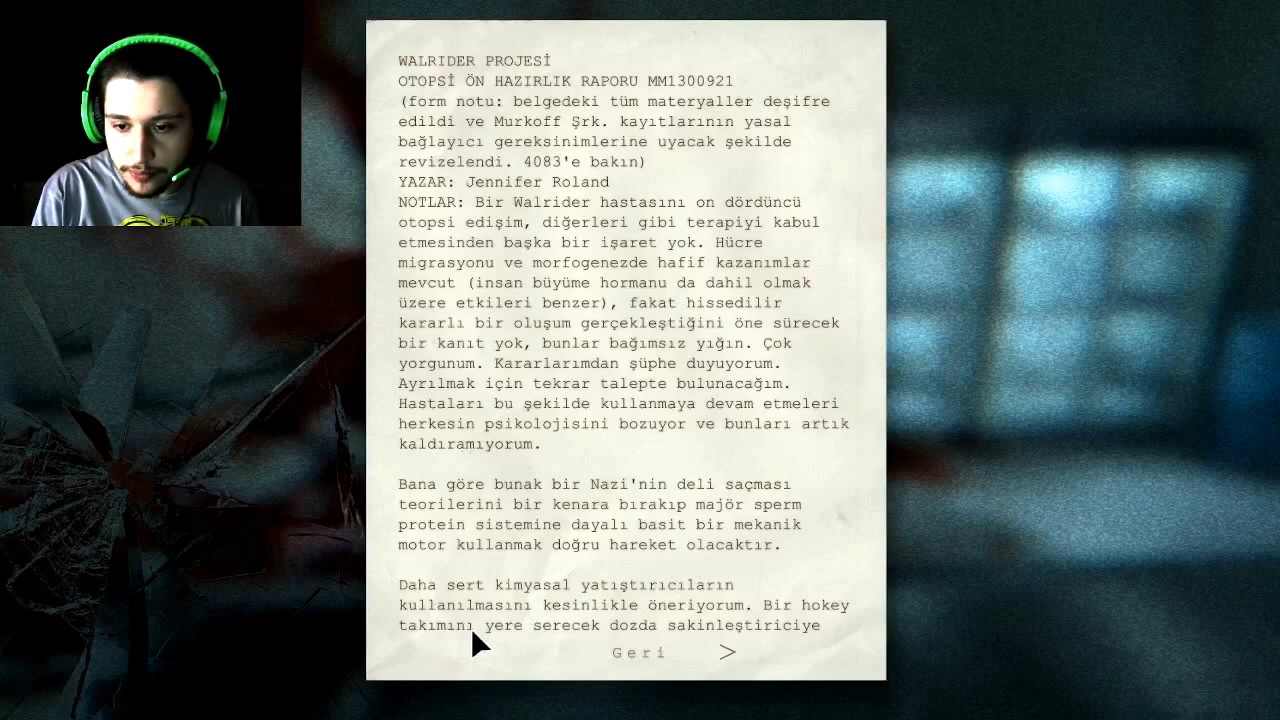 WALRIDER PROJESİ
OTOPSİ ÖN HAZIRLIK RAPORU MM1300921
(form notu: belgedeki tüm materyaller deşifre
edildi ve Murkoff Şrk. kayıtlarının yasal
bağlayıcı gereksinimlerine uyacak şekilde
revizelendi. 4083'e bakın)
YAZAR: Jennifer Roland
NOTLAR: Bir Walrider hastasını on dördüncü
otopsi edişim, diğerleri gibi terapiyi kabul
etmesinden başka bir işaret yok. Hücre
migrasyonu ve morfogenezde hafif kazanımlar
mevcut (insan büyüme hormanu da dahil olmak
üzere etkileri benzer), fakat hissedilir
kararlı bir oluşum gerçekleştiğini öne sürecek
bir kanıt yok, bunlar bağımsız yığın. Çok
yorgunum. Kararlarımdan şüphe duyuyorum.
Ayrılmak için tekrar talepte bulunacağım.
Hastaları bu şekilde kullanmaya devam etmeleri
herkesin psikolojisini bozuyor ve bunları artık
kaldıramıyorum.
Bana göre bunak bir Nazi'nin deli saçması
teorilerini bir kenara bırakıp majör sperm
protein sistemine dayalı basit bir mekanik
motor kullanmak doğru hareket olacaktır.
Daha sert kimyasal yatıştırıcıların
kullanılmasını kesinlikle öneriyorum. Bir hokey
takımını yere serecek dozda sakinleştiriciye
Geri >